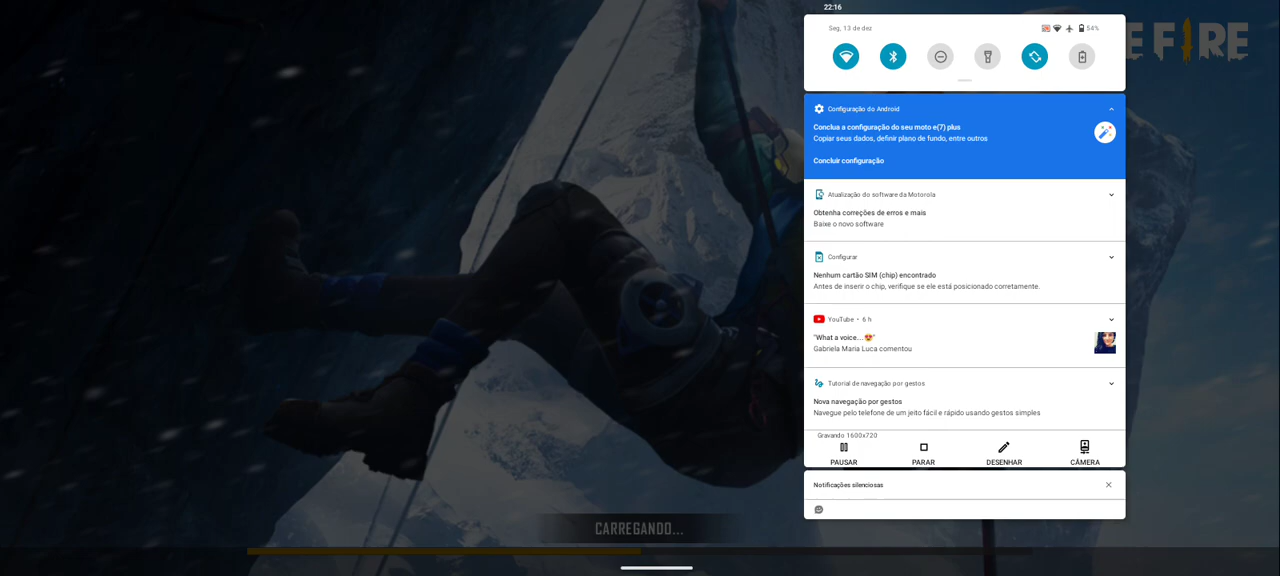 22:16
Seg, 13 de dez
54%
E FIRE
Configuração do Android
Conclua a configuração do seu moto e(7) plus
Copiar seus dados, definir plano de fundo, entre outros
Concluir configuração
Atualização do software da Motorola
Obtenha correções de erros e mais
Baixe o novo software
Configurar
Nenhum cartão SIM (chip) encontrado
Antes de inserir o chip, verifique se ele está posicionado corretamente.
YouTube • 6 h
"What a voice...😍"
Gabriela Maria Luca comentou
Tutorial de navegação por gestos
Nova navegação por gestos
Navegue pelo telefone de um jeito fácil e rápido usando gestos simples
Gravando 1600x720
PAUSAR PARAR DESENHAR CÂMERA
Notificações silenciosas
CARREGANDO...